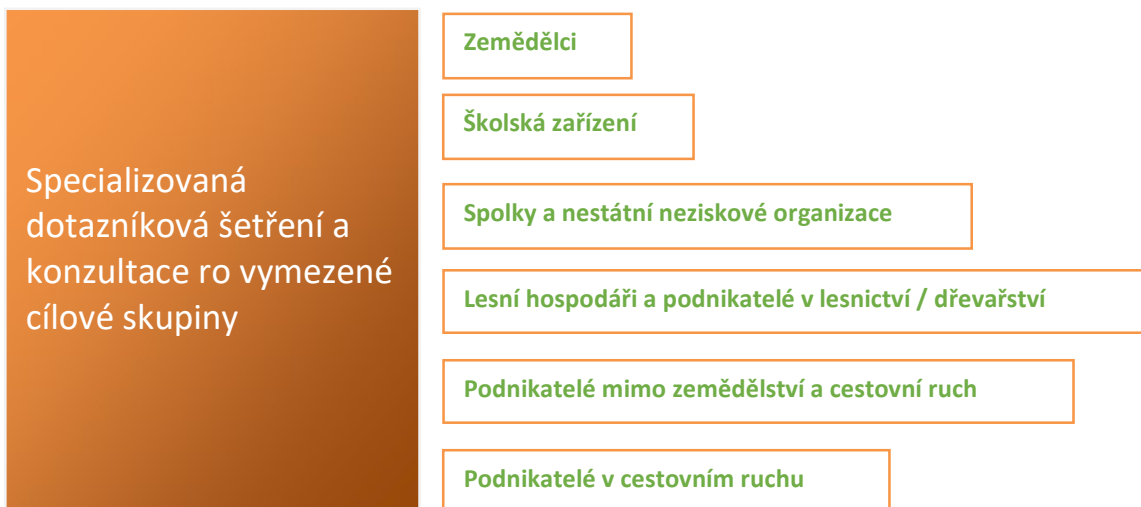 Specializovaná
dotazníková šetření a
konzultace ro vymezené
cílové skupiny
Zemědělci
Školská zařízení
Spolky a nestátní neziskové organizace
Lesní hospodáři a podnikatelé v lesnictví / dřevařství
Podnikatelé mimo zemědělství a cestovní ruch
Podnikatelé v cestovním ruchu